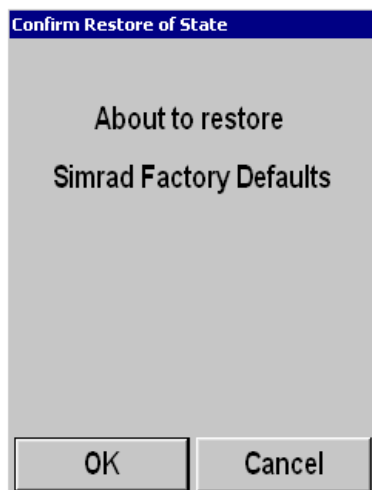 Confirm Restore of State
About to restore
Simrad Factory Defaults
OK Cancel